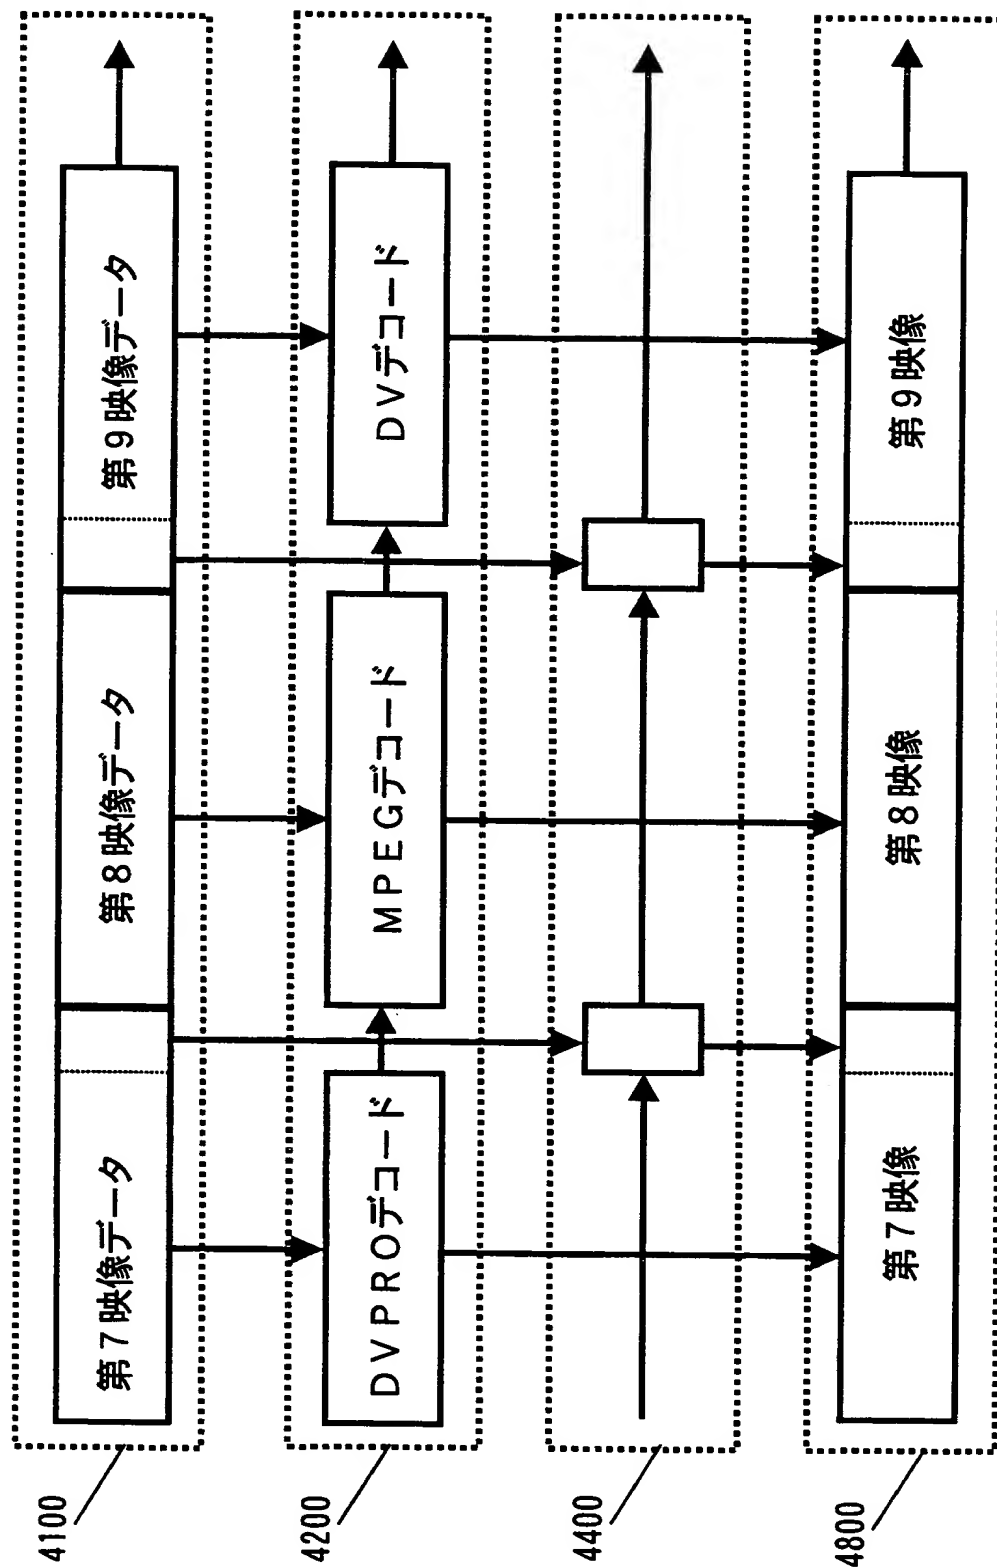 4100
第7映像データ
第8映像データ
第9映像データ
4200
DVPROデコード
MPEGデコード
DVデコード
4400
4800
第7映像
第8映像
第9映像